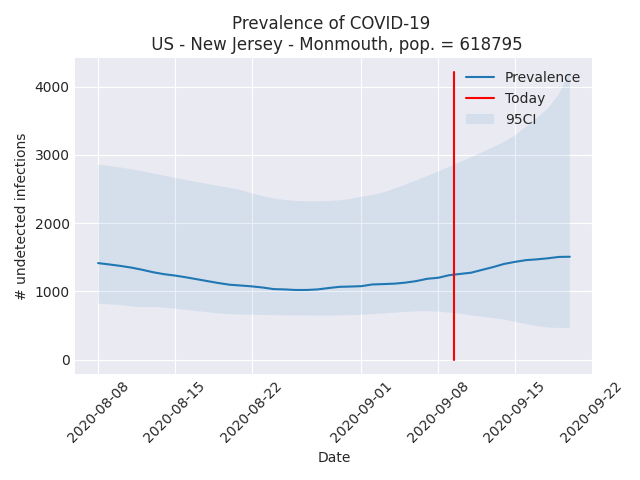 Prevalence of COVID-19
US - New Jersey - Monmouth, pop. = 618795
Prevalence
Today
95CI
4000
3000
2000
1000
0
# undetected infections
2020-08-08
2020-08-15
2020-08-22
2020-09-01
2020-09-08
2020-09-15
2020-09-22
Date